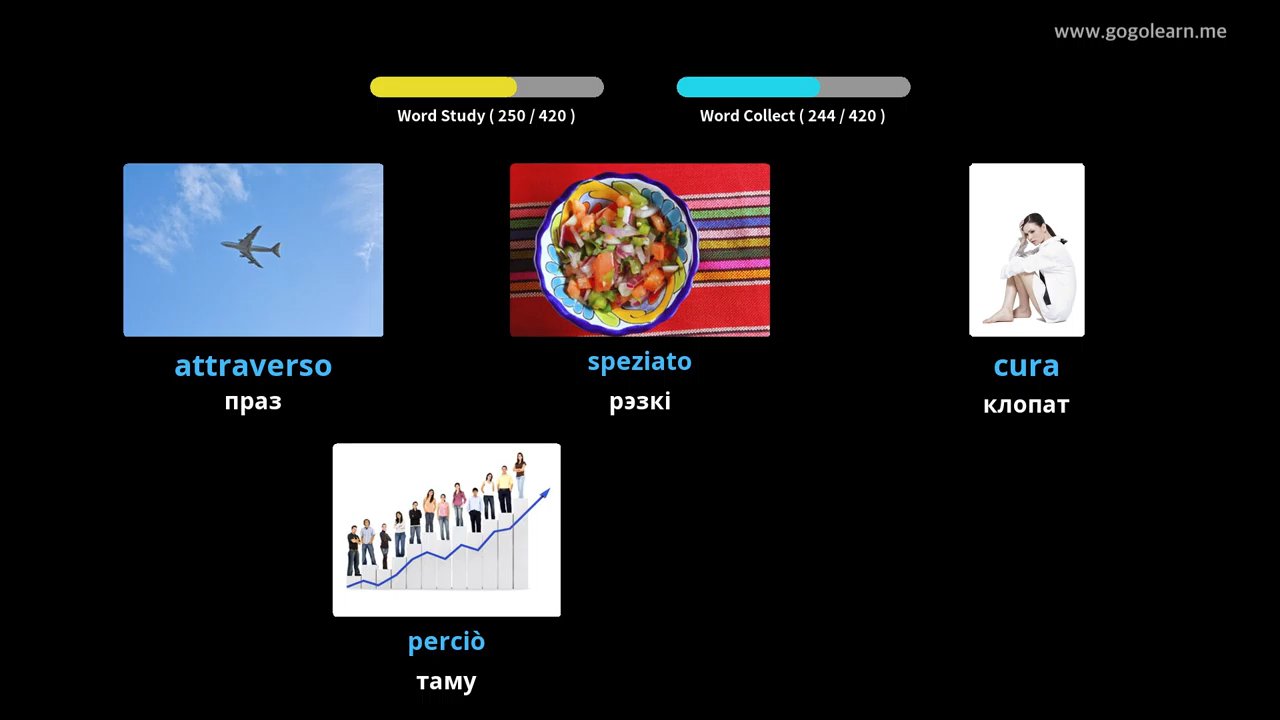 www.gogolearn.me
Word Study ( 250 / 420 )
Word Collect ( 244 / 420 )
attraverso
праз
speziato
рэзкі
cura
клопат
perciò
таму